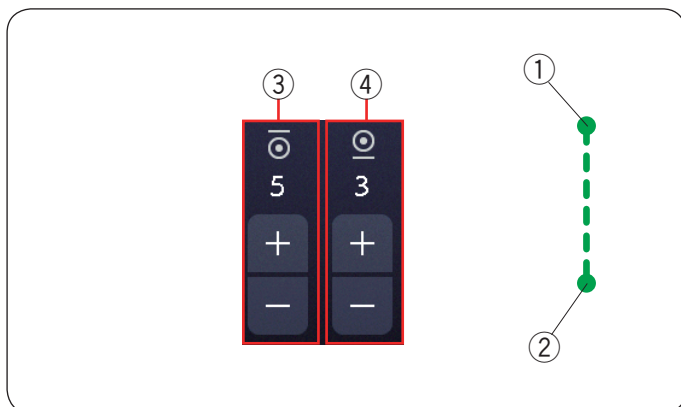 ③ ④ ①
5 3
+ +
− −
②